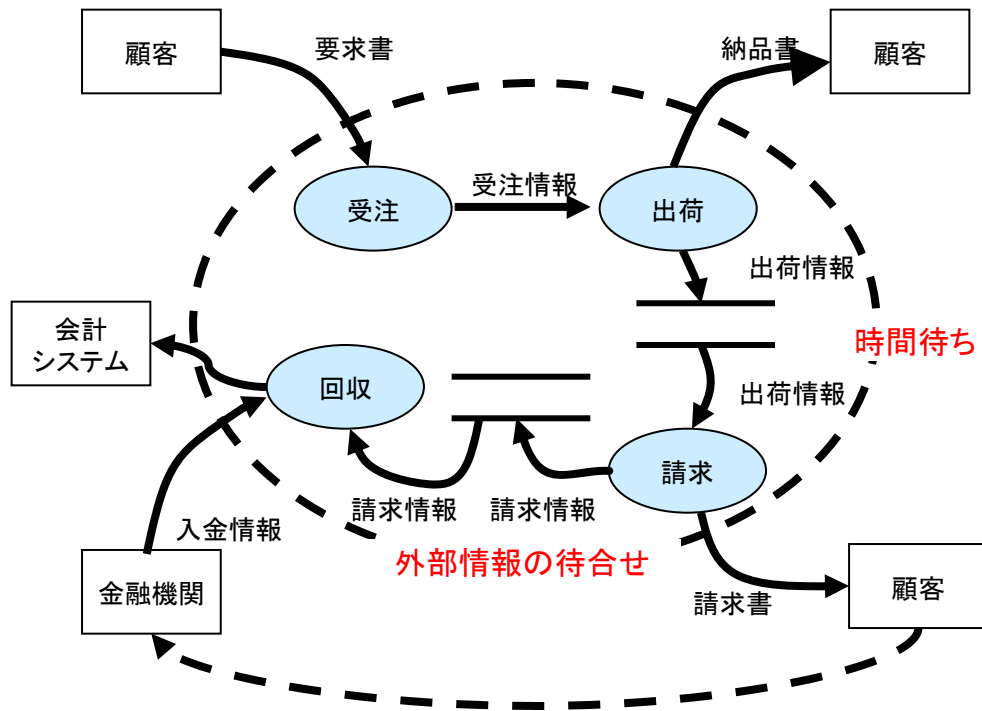 顧客
要求書
納品書
顧客
受注
受注情報
出荷
出荷情報
会計
システム
時間待ち
回収
出荷情報
請求
請求情報
請求情報
入金情報
外部情報の待合せ
金融機関
請求書
顧客